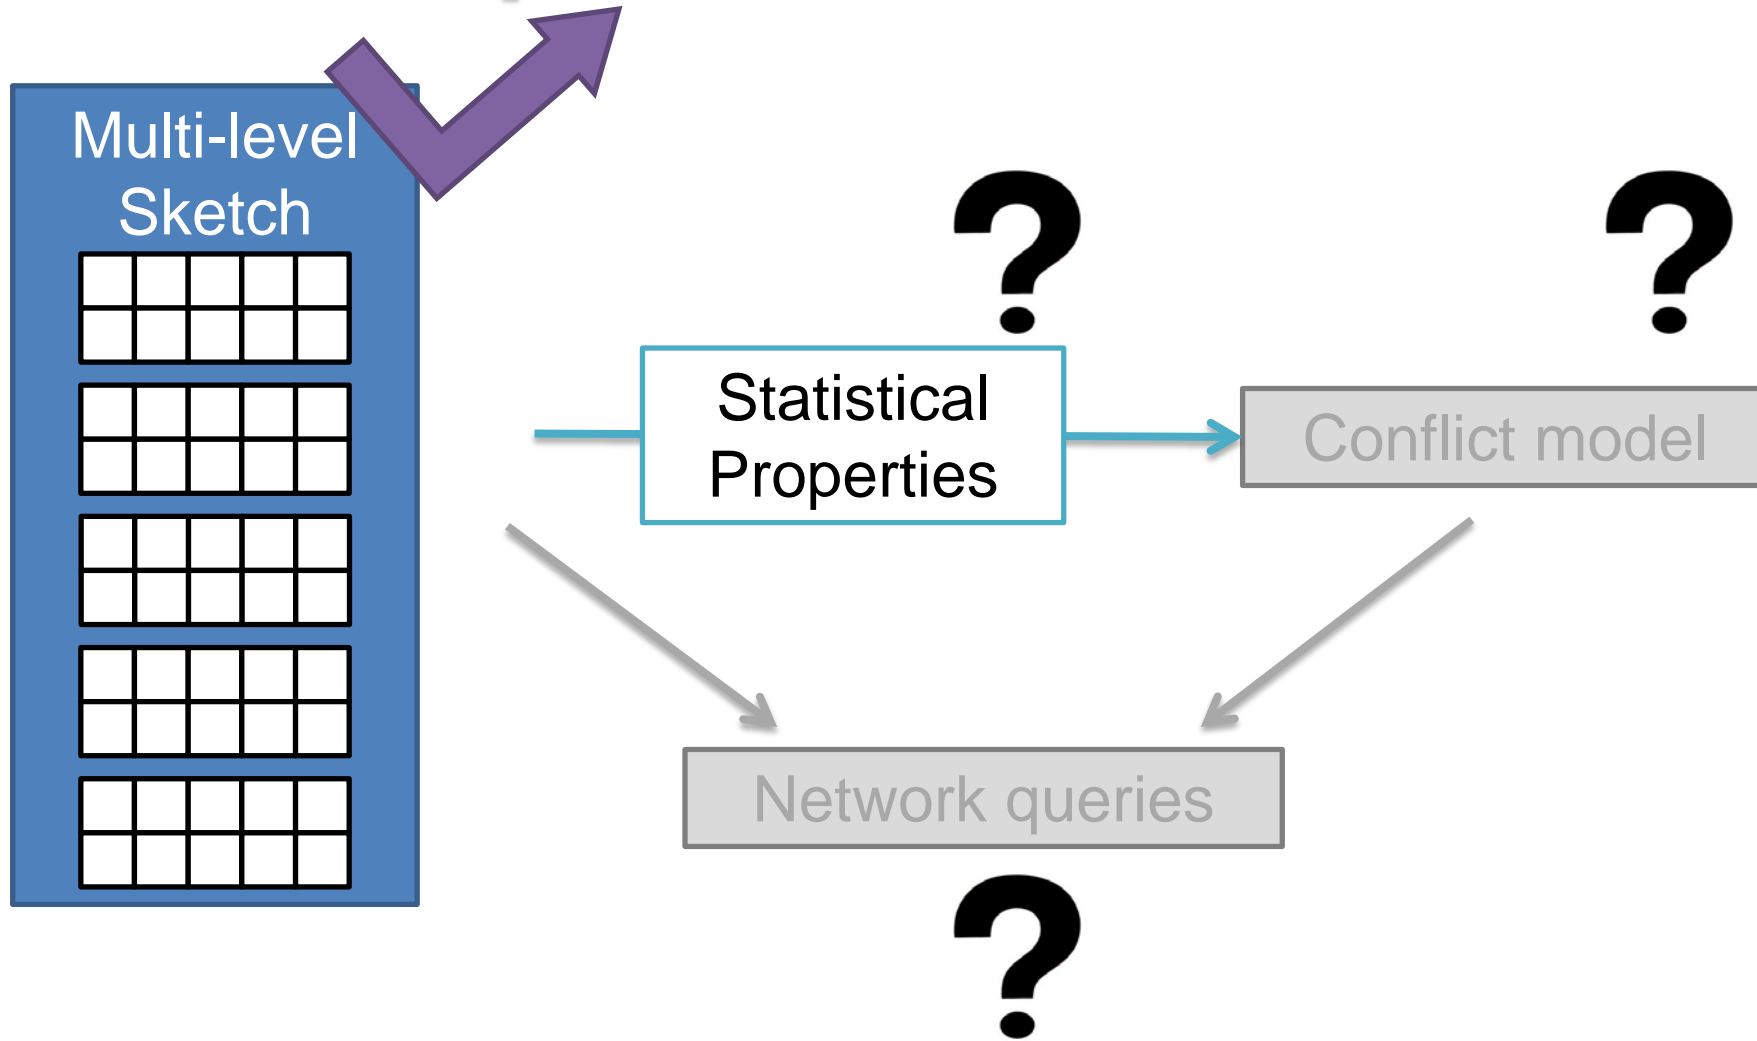 Multi-level
Sketch
?
?
Statistical
Properties
Conflict model
Network queries
?